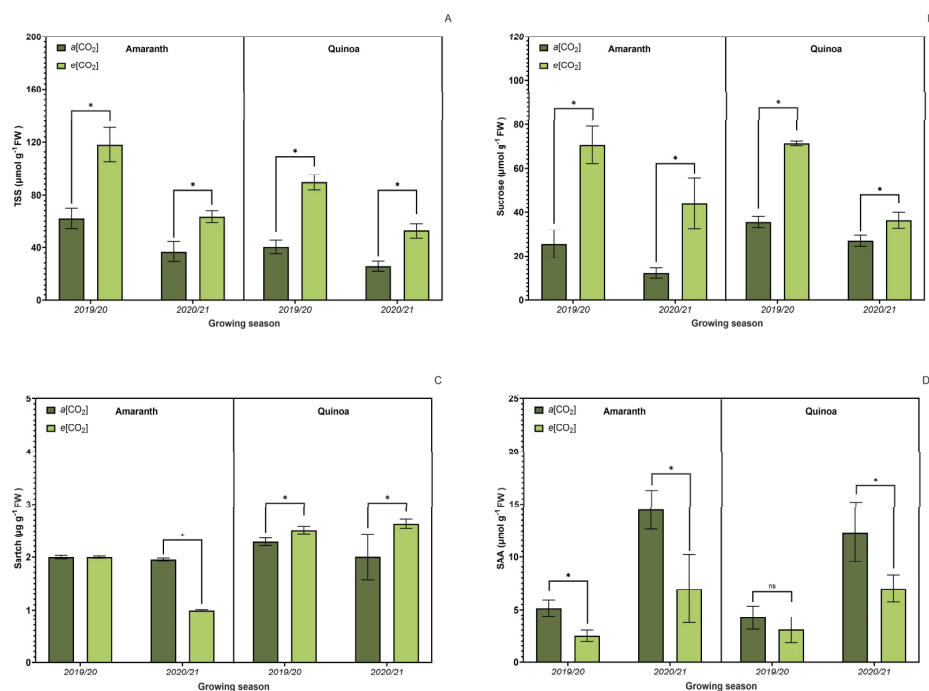 A
TSS (µmol g⁻¹ FW)
200
160
120
80
40
0
a[CO₂]
e[CO₂]
Amaranth
Quinoa
*
*
*
*
2019/20
2020/21
2019/20
2020/21
Growing season
Sucrose (µmol g⁻¹ FW)
120
100
80
60
40
20
0
a[CO₂]
e[CO₂]
Amaranth
Quinoa
*
*
*
*
2019/20
2020/21
2019/20
2020/21
Growing season
C
Sartch (µg g⁻¹ FW)
5
4
3
2
1
0
a[CO₂]
e[CO₂]
Amaranth
Quinoa
*
*
*
2019/20
2020/21
2019/20
2020/21
Growing season
D
SAA (µmol g⁻¹ FW)
25
20
15
10
5
0
a[CO₂]
e[CO₂]
Amaranth
Quinoa
*
*
ns
*
2019/20
2020/21
2019/20
2020/21
Growing season